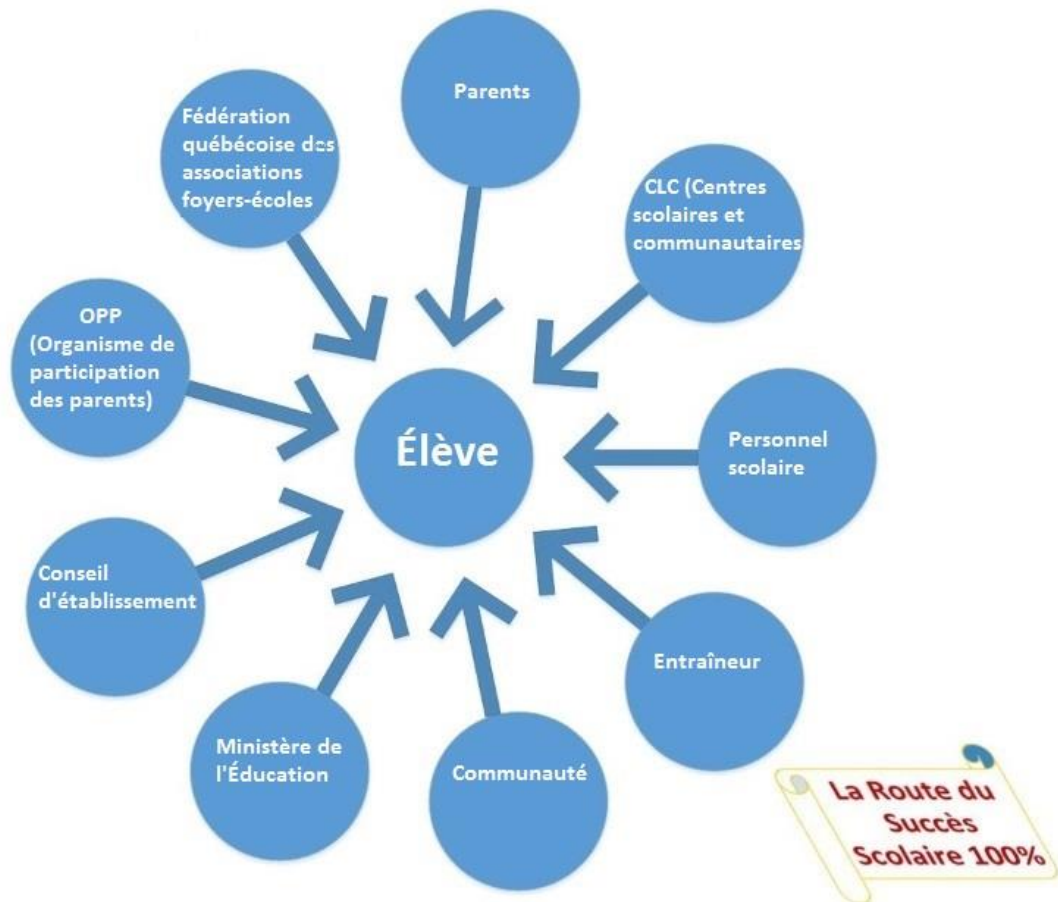 Parents
Fédération
québécoise des
associations
foyers-écoles
CLC (Centres
scolaires et
communautaires
OPP
(Organisme de
participation
des parents)
Élève
Personnel
scolaire
Conseil
d'établissement
Entraîneur
Ministère de
l'Éducation
Communauté
La Route du
Succès
Scolaire 100%